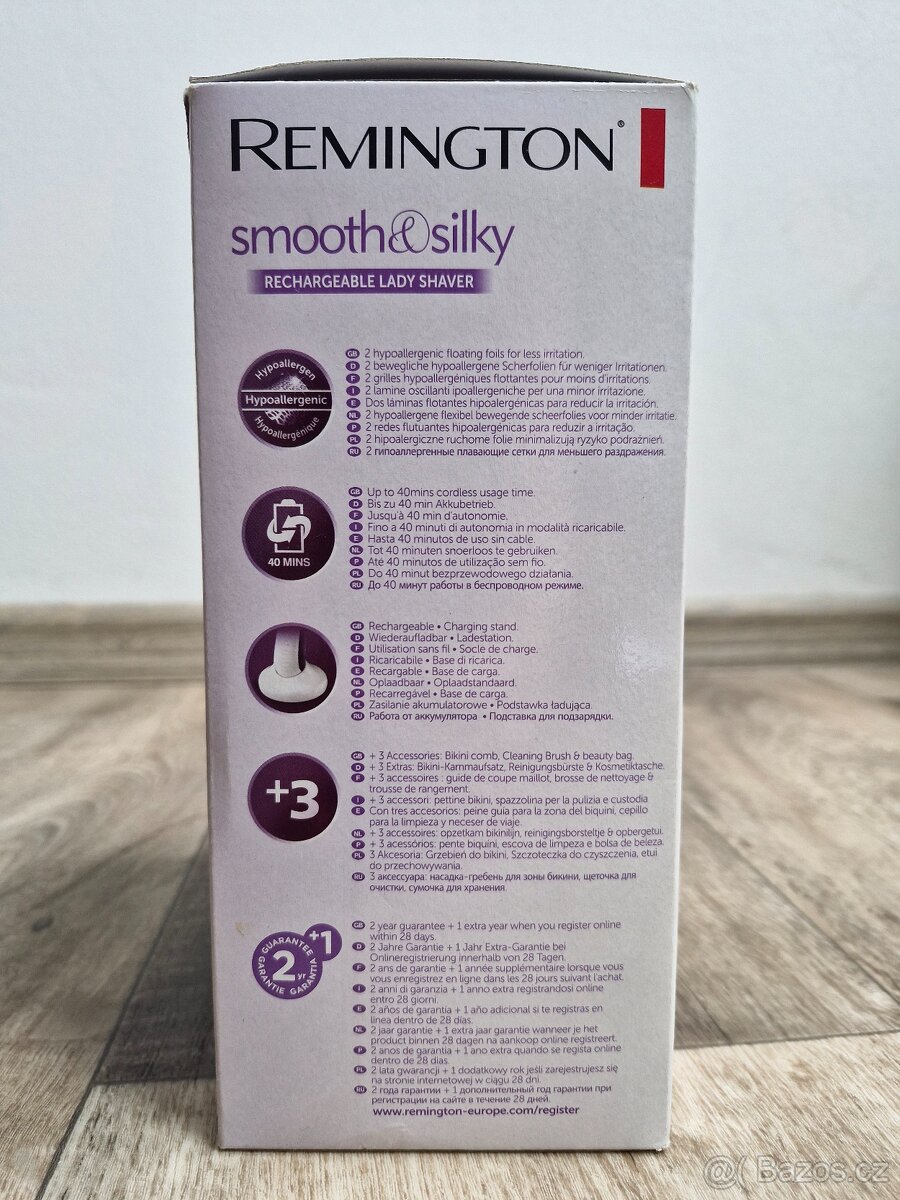 REMINGTON®
smooth&silky
RECHARGEABLE LADY SHAVER
Hypoallergen
Hypoallergenic
Hypoallergénique
GB 2 hypoallergenic floating foils for less irritation.
D 2 bewegliche hypoallergene Scherfolien für weniger Irritationen.
F 2 grilles hypoallergéniques flottantes pour moins d'irritations.
I 2 lamine oscillanti ipoallergeniche per una minor irritazione.
E Dos láminas flotantes hipoalergénicas para reducir la irritación.
NL 2 hypoallergene flexibel bewegende scheerfolies voor minder irritatie.
P 2 redes flutuantes hipoalergénicas para reduzir a irritação.
PL 2 hipoalergiczne ruchome folie minimalizują ryzyko podrażnień.
RU 2 гипоаллергенные плавающие сетки для меньшего раздражения.
40 MINS
GB Up to 40mins cordless usage time.
D Bis zu 40 min Akkubetrieb.
F Jusqu'à 40 min d'autonomie.
I Fino a 40 minuti di autonomia in modalità ricaricabile.
E Hasta 40 minutos de uso sin cable.
NL Tot 40 minuten snoerloos te gebruiken.
P Até 40 minutos de utilização sem fio.
PL Do 40 minut bezprzewodowego działania.
RU До 40 минут работы в беспроводном режиме.
GB Rechargeable • Charging stand.
D Wiederaufladbar • Ladestation.
F Utilisation sans fil • Socle de charge.
I Ricaricabile • Base di ricarica.
E Recargable • Base de carga.
NL Oplaadbaar • Oplaadstandaard.
P Recarregável • Base de carga.
PL Zasilanie akumulatorowe • Podstawka ładująca.
RU Работа от аккумулятора • Подставка для подзарядки.
+3
GB + 3 Accessories: Bikini comb, Cleaning Brush & beauty bag.
D + 3 Extras: Bikini-Kammaufsatz, Reinigungsbürste & Kosmetiktasche.
F + 3 accessoires : guide de coupe maillot, brosse de nettoyage &
trousse de rangement.
I + 3 accessori: pettine bikini, spazzolina per la pulizia e custodia
E Con tres accesorios: peine guía para la zona del biquini, cepillo
para la limpieza y neceser de viaje.
NL + 3 accessoires: opzetkam bikinilijn, reinigingsborsteltje & opbergetui.
P + 3 acessórios: pente biquíni, escova de limpeza e bolsa de beleza.
PL 3 Akcesoria: Grzebień do bikini, Szczoteczka do czyszczenia, etui
do przechowywania.
RU 3 аксессуара: насадка-гребень для зоны бикини, щеточка для
очистки, сумочка для хранения.
GUARANTEE
GARANTIE GARANTIA
2 yr
+1
GB 2 year guarantee + 1 extra year when you register online
within 28 days.
D 2 Jahre Garantie + 1 Jahr Extra-Garantie bei
Onlineregistrierung innerhalb von 28 Tagen.
F 2 ans de garantie + 1 année supplémentaire lorsque vous
vous enregistrez en ligne dans les 28 jours suivant l'achat.
I 2 anni di garanzia + 1 anno extra registrandosi online
entro 28 giorni.
E 2 años de garantia + 1 año adicional si te registras en
línea dentro de 28 días.
NL 2 jaar garantie + 1 extra jaar garantie wanneer je het
product binnen 28 dagen na aankoop online registreert.
P 2 anos de garantia + 1 ano extra quando se regista online
dentro de 28 dias.
PL 2 lata gwarancji + 1 dodatkowy rok jeśli zarejestrujesz się
na stronie internetowej w ciągu 28 dni.
RU 2 года гарантии + 1 дополнительный год гарантии при
регистрации на сайте в течение 28 дней.
www.remington-europe.com/register
@( Bazos.cz